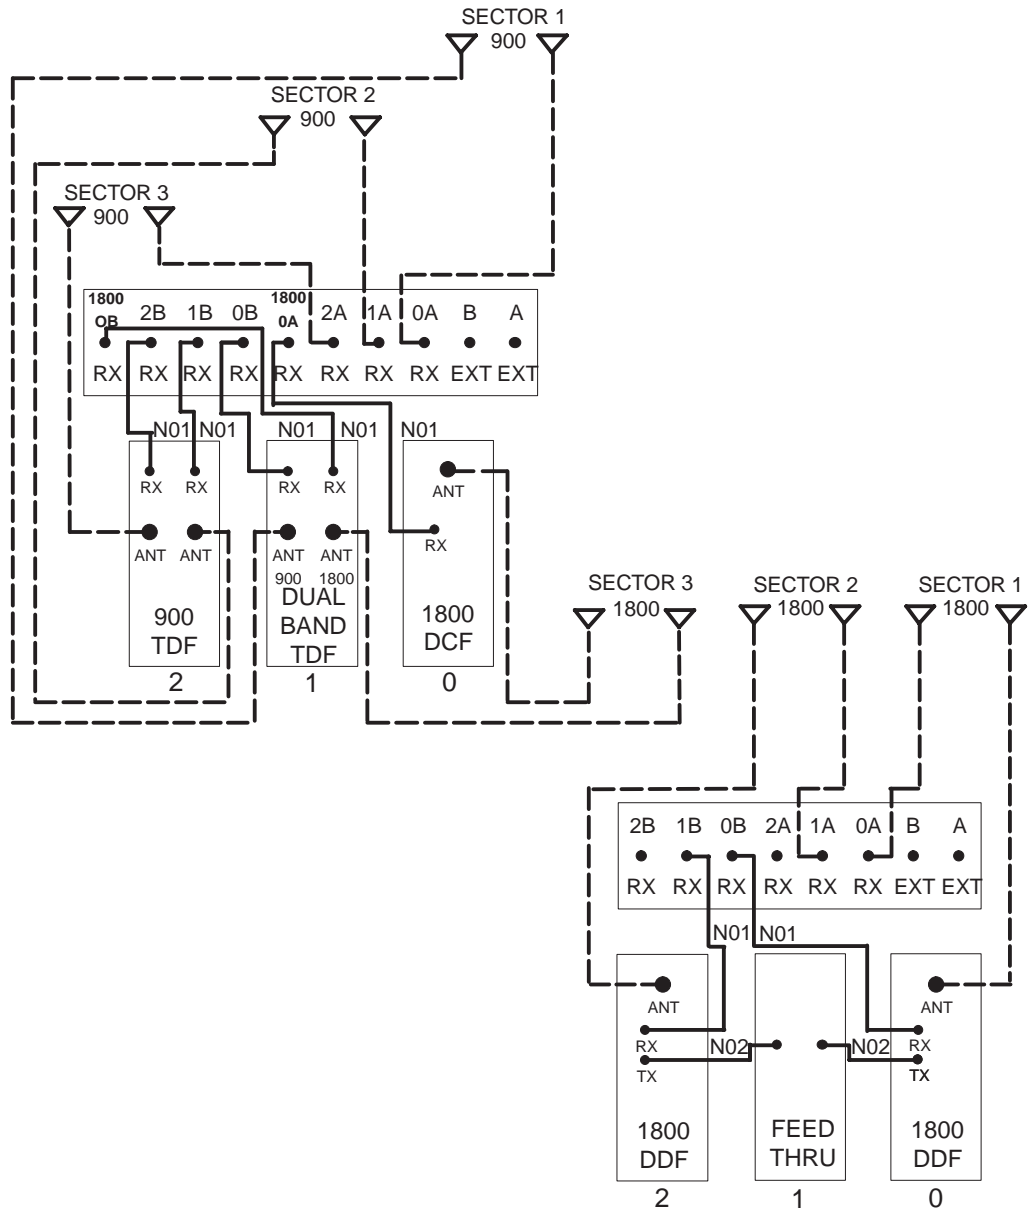 SECTOR 1
900
SECTOR 2
900
SECTOR 3
900
1800 1800
OB 2B 1B 0B 0A 2A 1A 0A B A
RX RX RX RX RX RX RX RX EXT EXT
N01 N01 N01 N01 N01
RX RX RX RX ANT
RX
ANT ANT ANT ANT
900 1800
900
TDF
2
DUAL
BAND
TDF
1
1800
DCF
0
SECTOR 3
1800
SECTOR 2
1800
SECTOR 1
1800
2B 1B 0B 2A 1A 0A B A
RX RX RX RX RX RX EXT EXT
N01 N01
ANT ANT
RX N02 N02 RX
TX TX
1800
DDF
2
FEED
THRU
1
1800
DDF
0